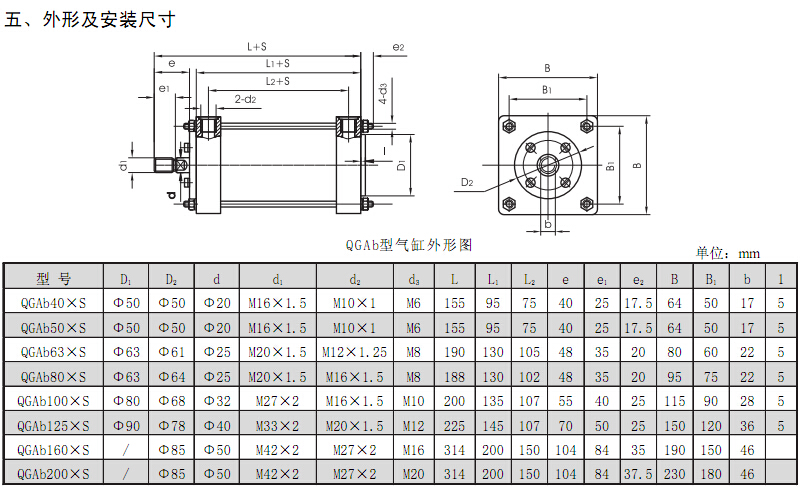 五、外形及安装尺寸
L+S
e2
e
L1+S
e1
L2+S
2-d2
4-d3
d1
d
l
D1
B
B1
D2
B1
B
b
QGAb型气缸外形图
单位：mm
型 号 D1 D2 d d1 d2 d3 L L1 L2 e e1 e2 B B1 b l
QGAb40×S Φ50 Φ50 Φ20 M16×1.5 M10×1 M6 155 95 75 40 25 17.5 64 50 17 5
QGAb50×S Φ50 Φ50 Φ20 M16×1.5 M10×1 M6 155 95 75 40 25 17.5 64 50 17 5
QGAb63×S Φ63 Φ61 Φ25 M20×1.5 M12×1.25 M8 190 130 105 48 35 20 80 60 22 5
QGAb80×S Φ63 Φ64 Φ25 M20×1.5 M16×1.5 M8 188 130 102 48 35 20 95 75 22 5
QGAb100×S Φ80 Φ68 Φ32 M27×2 M16×1.5 M10 200 135 107 55 40 25 115 90 28 5
QGAb125×S Φ90 Φ78 Φ40 M33×2 M20×1.5 M12 225 145 107 70 50 25 150 120 36 5
QGAb160×S / Φ85 Φ50 M42×2 M27×2 M16 314 200 150 104 84 35 190 150 46
QGAb200×S / Φ85 Φ50 M42×2 M27×2 M20 314 200 150 104 84 37.5 230 180 46